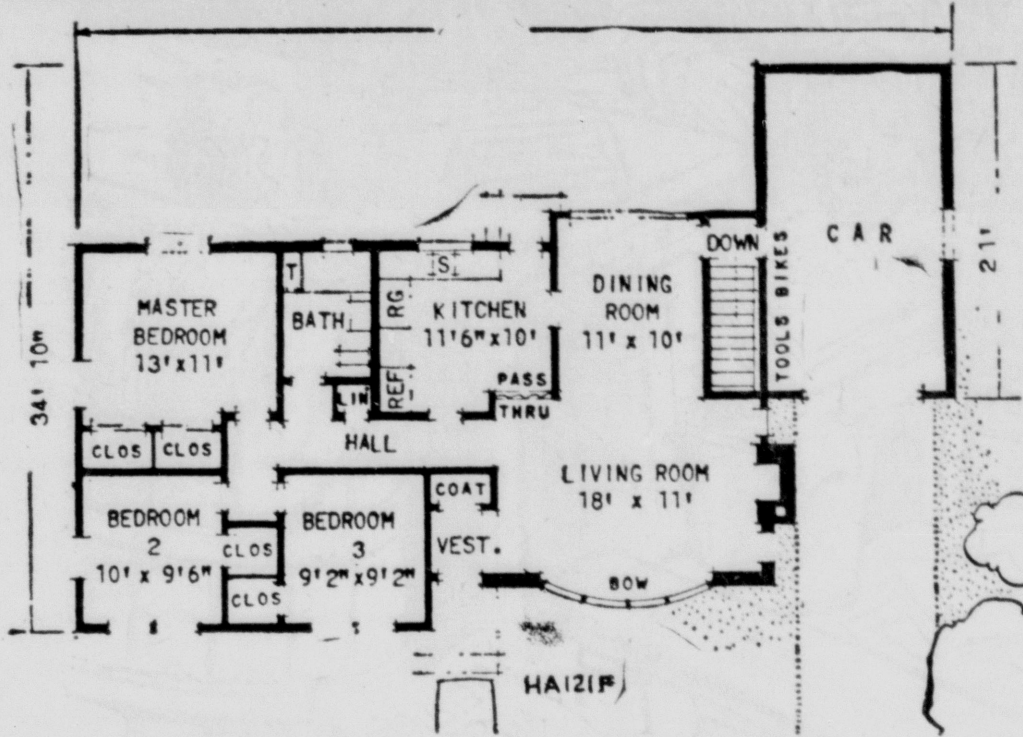 34' 10"
21'
MASTER
BEDROOM
13'x11'
T
BATH
LIN
S
RG
REF
KITCHEN
11'6"x10'
PASS
THRU
DINING
ROOM
11' x 10'
DOWN
TOOLS BIKES
CAR
CLOS
CLOS
HALL
LIVING ROOM
18' x 11'
BEDROOM
2
10' x 9'6"
CLOS
CLOS
BEDROOM
3
9'2"x9'2"
COAT
VEST.
BOW
HA121F